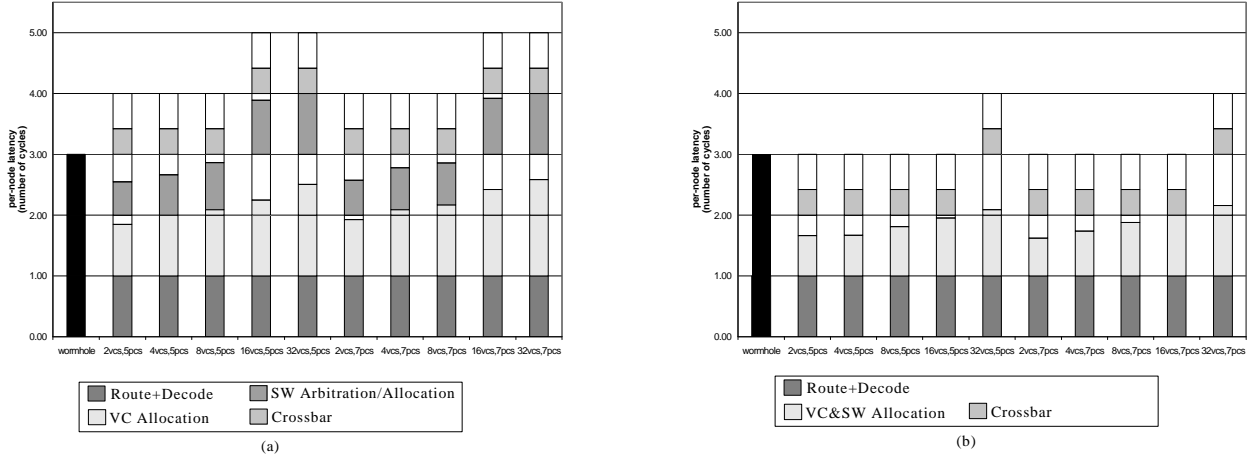 5.00
4.00
3.00
2.00
1.00
0.00
per-node latency
(number of cycles)
wormhole 2vcs,5pcs 4vcs,5pcs 8vcs,5pcs 16vcs,5pcs 32vcs,5pcs 2vcs,7pcs 4vcs,7pcs 8vcs,7pcs 16vcs,7pcs 32vcs,7pcs
Route+Decode SW Arbitration/Allocation
VC Allocation Crossbar
(a)
5.00
4.00
3.00
2.00
1.00
0.00
per-node latency
(number of cycles)
wormhole 2vcs,5pcs 4vcs,5pcs 8vcs,5pcs 16vcs,5pcs 32vcs,5pcs 2vcs,7pcs 4vcs,7pcs 8vcs,7pcs 16vcs,7pcs 32vcs,7pcs
Route+Decode
VC&SW Allocation Crossbar
(b)